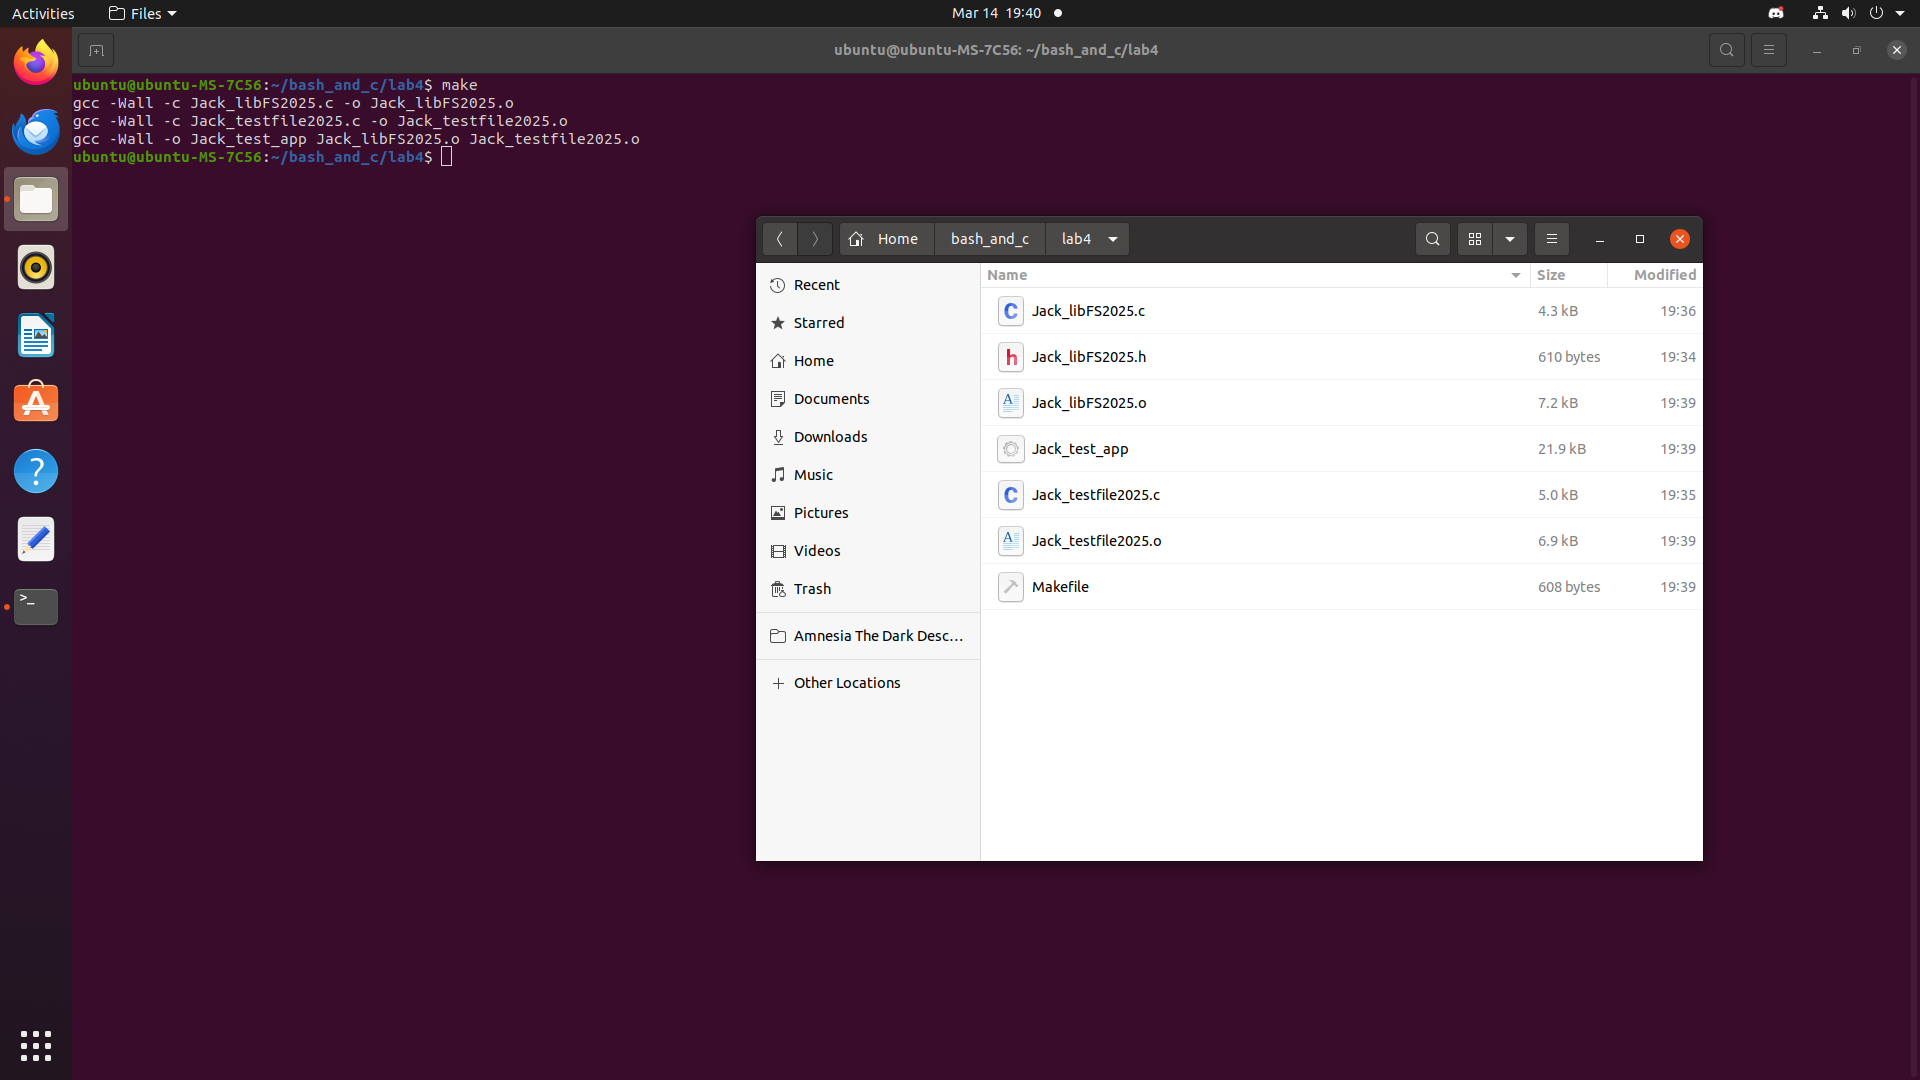 Activities
Files
Mar 14 19:40
ubuntu@ubuntu-MS-7C56: ~/bash_and_c/lab4
ubuntu@ubuntu-MS-7C56:~/bash_and_c/lab4$ make
gcc -Wall -c Jack_libFS2025.c -o Jack_libFS2025.o
gcc -Wall -c Jack_testfile2025.c -o Jack_testfile2025.o
gcc -Wall -o Jack_test_app Jack_libFS2025.o Jack_testfile2025.o
ubuntu@ubuntu-MS-7C56:~/bash_and_c/lab4$
Home bash_and_c lab4
Recent
Starred
Home
Documents
Downloads
Music
Pictures
Videos
Trash
Amnesia The Dark Desc…
Other Locations
Name Size Modified
Jack_libFS2025.c 4.3 kB 19:36
Jack_libFS2025.h 610 bytes 19:34
Jack_libFS2025.o 7.2 kB 19:39
Jack_test_app 21.9 kB 19:39
Jack_testfile2025.c 5.0 kB 19:35
Jack_testfile2025.o 6.9 kB 19:39
Makefile 608 bytes 19:39